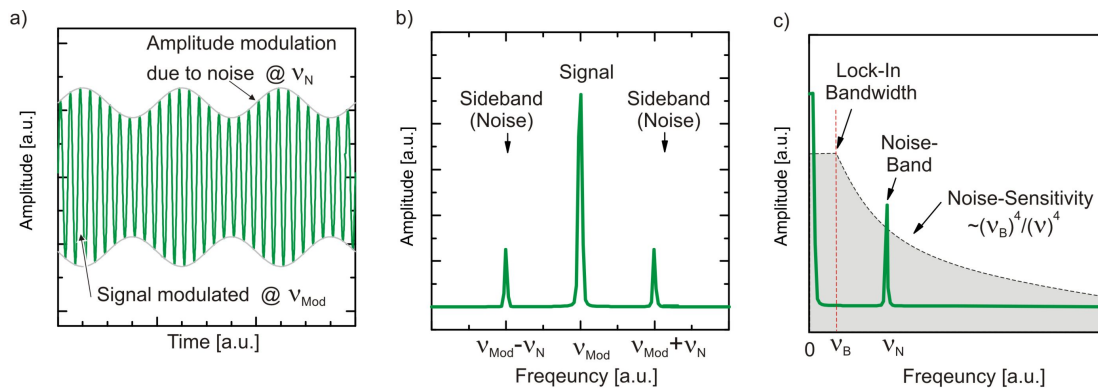 a)
Amplitude modulation
due to noise @ νN
Signal modulated @ νMod
Amplitude [a.u.]
Time [a.u.]
b)
Signal
Sideband
(Noise)
Sideband
(Noise)
Amplitude [a.u.]
νMod-νN
νMod
νMod+νN
Freqeuncy [a.u.]
c)
Lock-In
Bandwidth
Noise-
Band
Noise-Sensitivity
~(νB)⁴/(ν)⁴
Amplitude [a.u.]
0
νB
νN
Freqeuncy [a.u.]